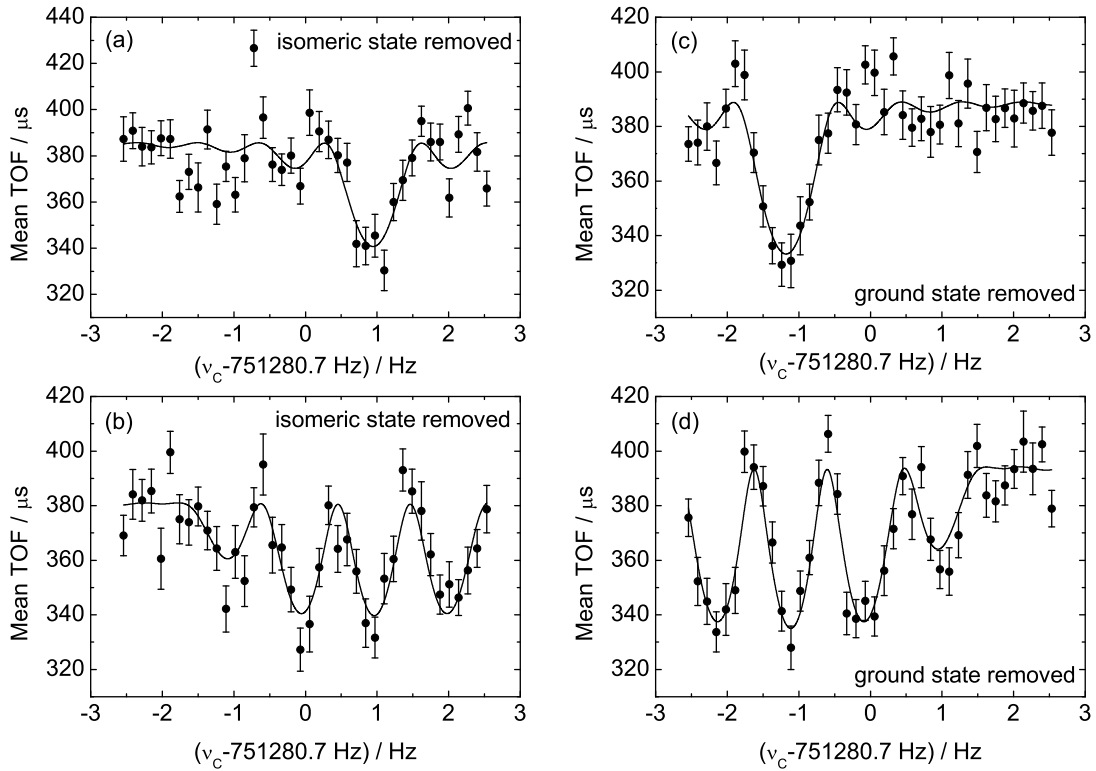 (a)
isomeric state removed
Mean TOF / μs
440
420
400
380
360
340
320
-3 -2 -1 0 1 2 3
(νC-751280.7 Hz) / Hz
(c)
ground state removed
Mean TOF / μs
420
400
380
360
340
320
-3 -2 -1 0 1 2 3
(νC-751280.7 Hz) / Hz
(b)
isomeric state removed
Mean TOF / μs
420
400
380
360
340
320
-3 -2 -1 0 1 2 3
(νC-751280.7 Hz) / Hz
(d)
ground state removed
Mean TOF / μs
420
400
380
360
340
320
-3 -2 -1 0 1 2 3
(νC-751280.7 Hz) / Hz